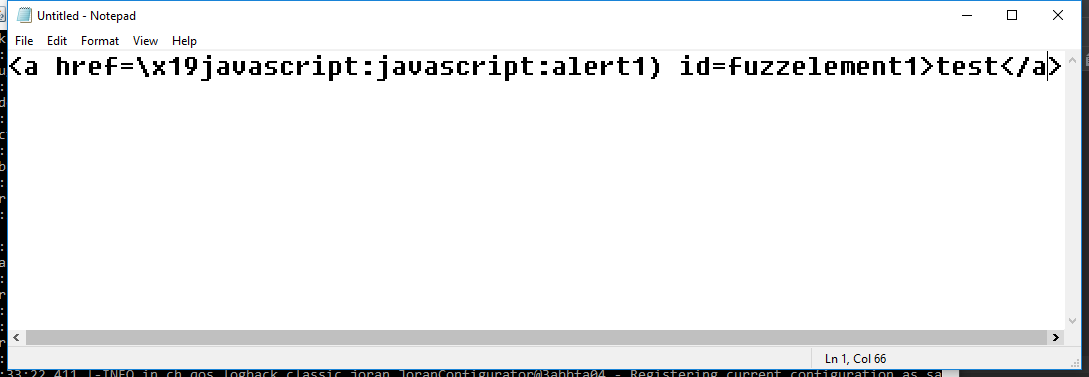 Untitled - Notepad
File Edit Format View Help
<a href=\x19javascript:javascript:alert1) id=fuzzelement1>test</a>
Ln 1, Col 66
:33:22,411 |-INFO in ch.qos.logback.classic.joran.JoranConfigurator@3abbfa04 - Registering current configuration as sa